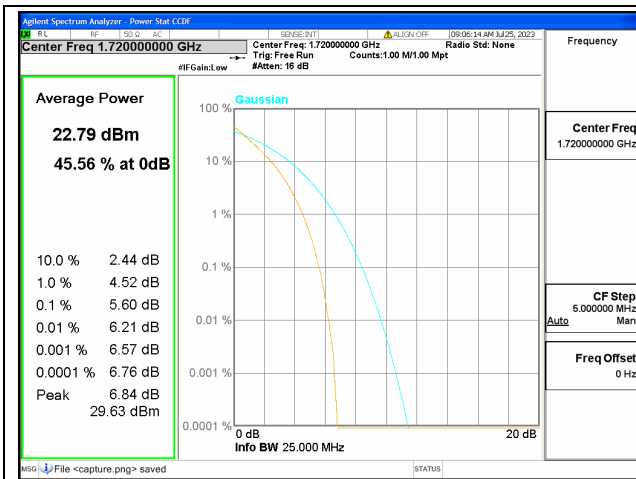 Agilent Spectrum Analyzer - Power Stat CCDF
RL RF 50 Ω AC SENSE:INT ALIGN OFF 09:06:14 AM Jul 25, 2023
Center Freq 1.720000000 GHz
Center Freq: 1.720000000 GHz Radio Std: None
Trig: Free Run Counts:1.00 M/1.00 Mpt
#IFGain:Low #Atten: 16 dB
Frequency
Average Power
22.79 dBm
45.56 % at 0dB
10.0 % 2.44 dB
1.0 % 4.52 dB
0.1 % 5.60 dB
0.01 % 6.21 dB
0.001 % 6.57 dB
0.0001 % 6.76 dB
Peak 6.84 dB
29.63 dBm
Gaussian
100 %
10 %
1 %
0.1 %
0.01 %
0.001 %
0.0001 %
0 dB 20 dB
Info BW 25.000 MHz
Center Freq
1.720000000 GHz
CF Step
5.000000 MHz
Auto Man
Freq Offset
0 Hz
MSG File <capture.png> saved STATUS